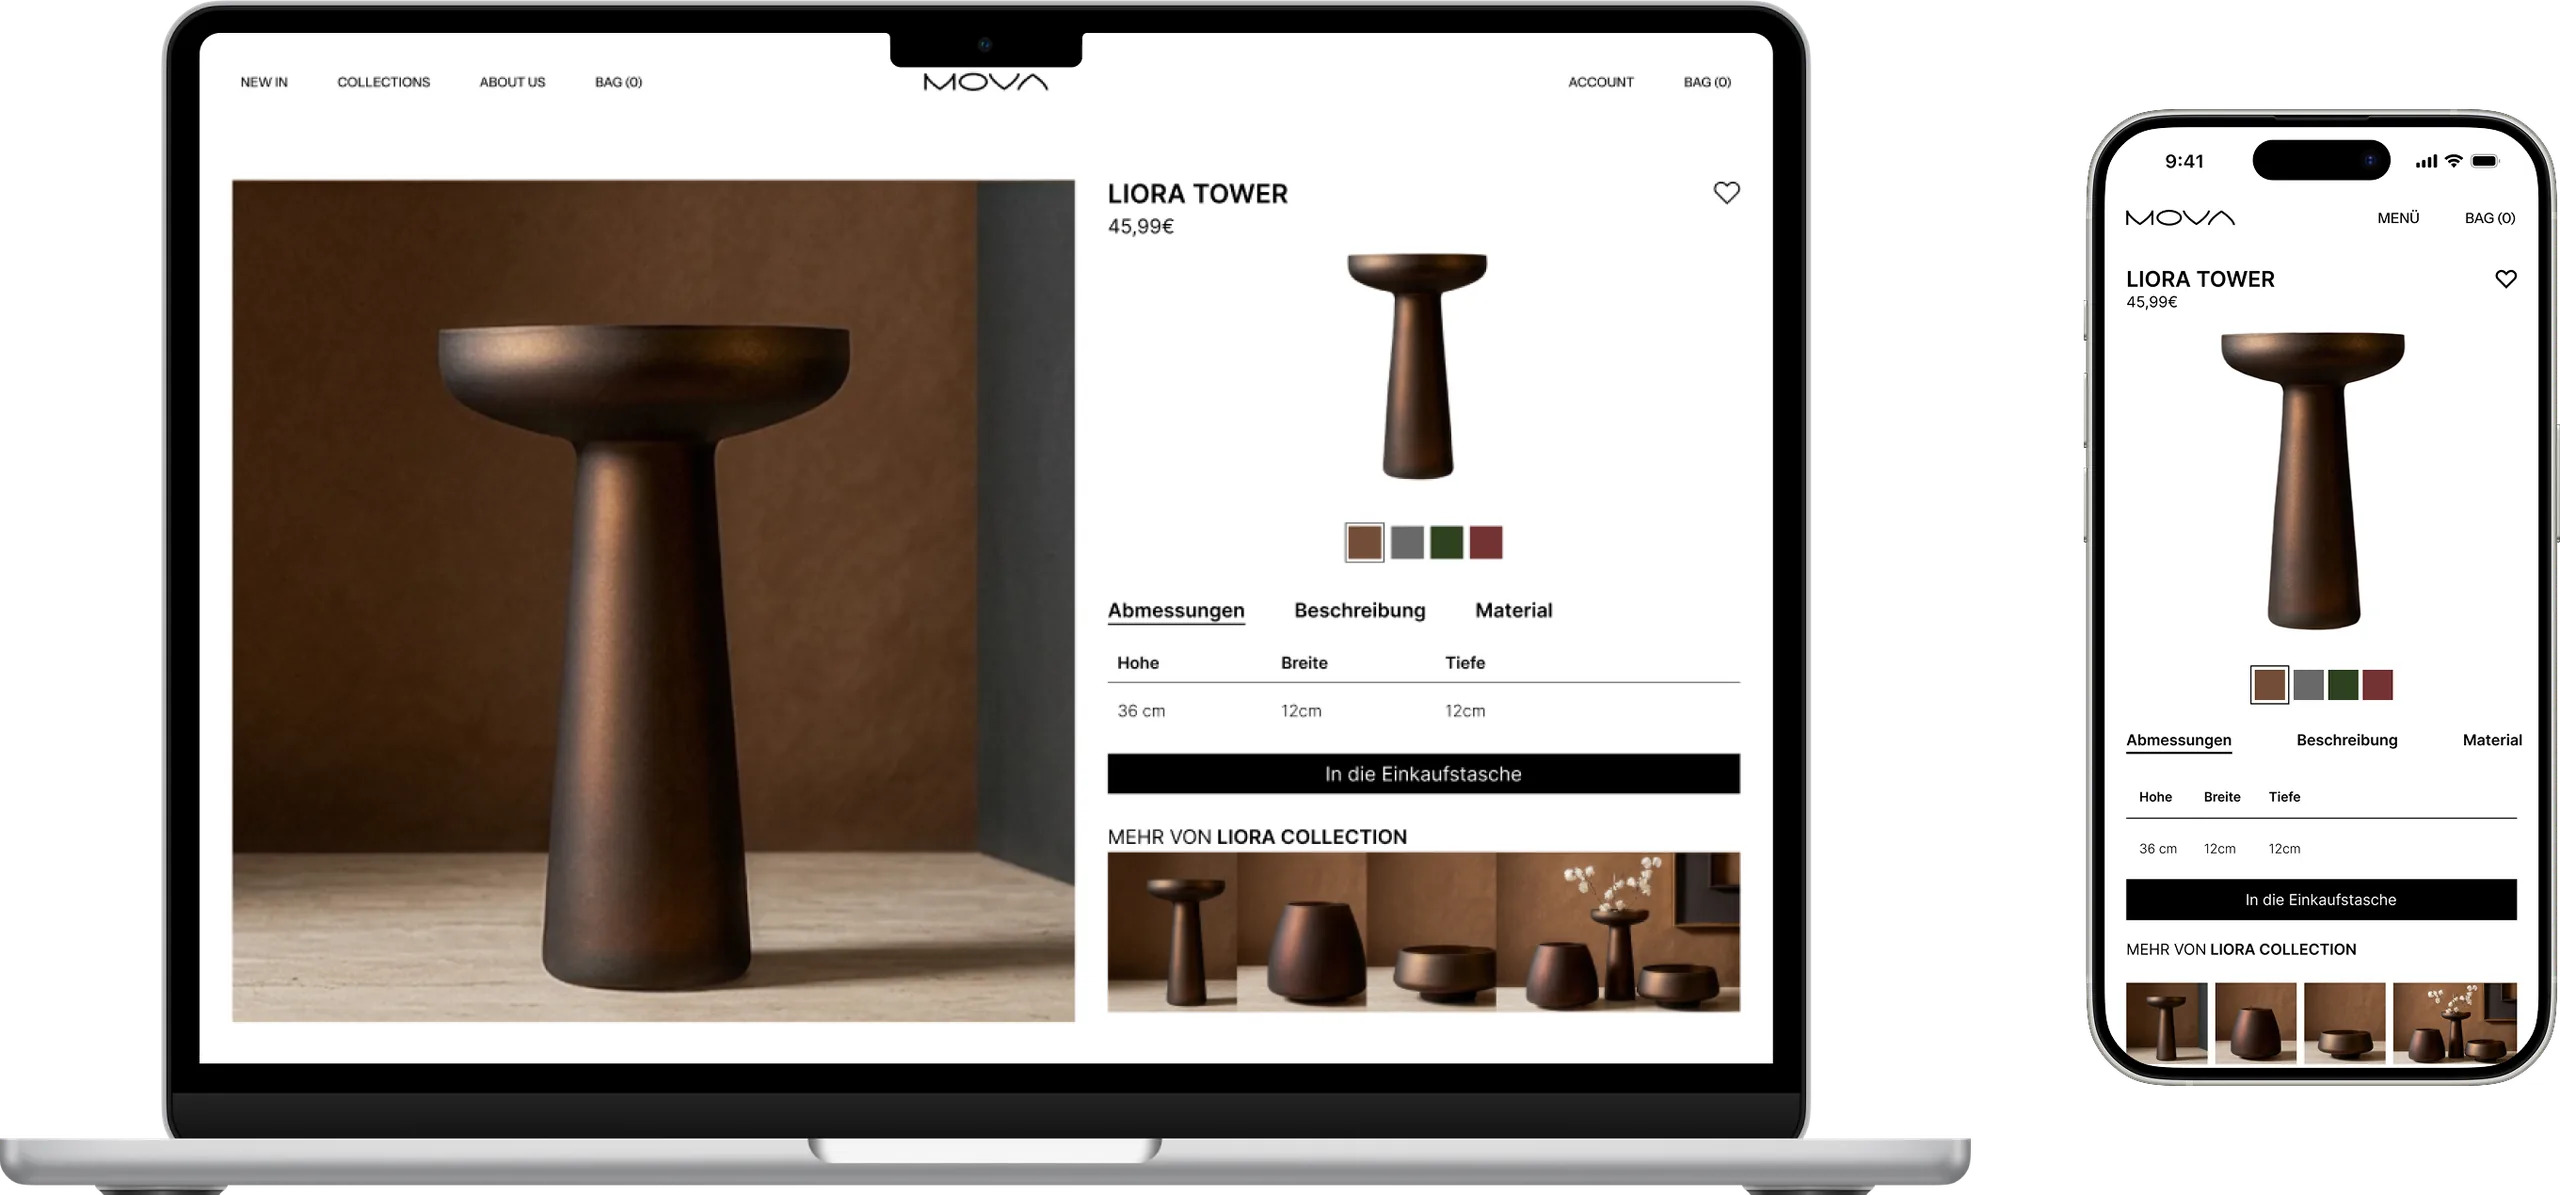 NEW IN COLLECTIONS ABOUT US BAG (0) MOVA ACCOUNT BAG (0)
LIORA TOWER
45,99€
Abmessungen Beschreibung Material
Hohe Breite Tiefe
36 cm 12cm 12cm
In die Einkaufstasche
MEHR VON LIORA COLLECTION
9:41
MOVA MENÜ BAG (0)
LIORA TOWER
45,99€
Abmessungen Beschreibung Material
Hohe Breite Tiefe
36 cm 12cm 12cm
In die Einkaufstasche
MEHR VON LIORA COLLECTION